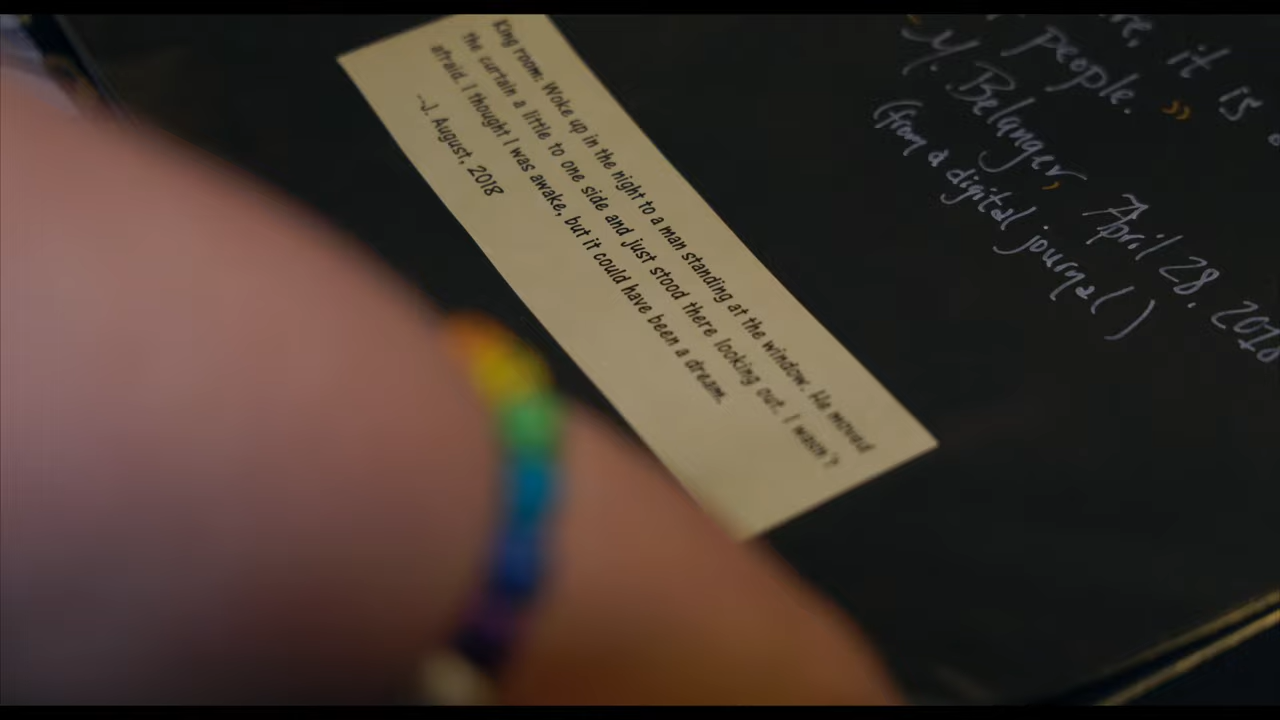 King room: Woke up in the night to a man standing at the window. He moved
the curtain a little to one side and just stood there looking out. I wasn't
afraid. I thought I was awake, but it could have been a dream.
--J. August, 2018
it is
people. ”
—M. Belanger, April 28, 2018
(from a digital journal)